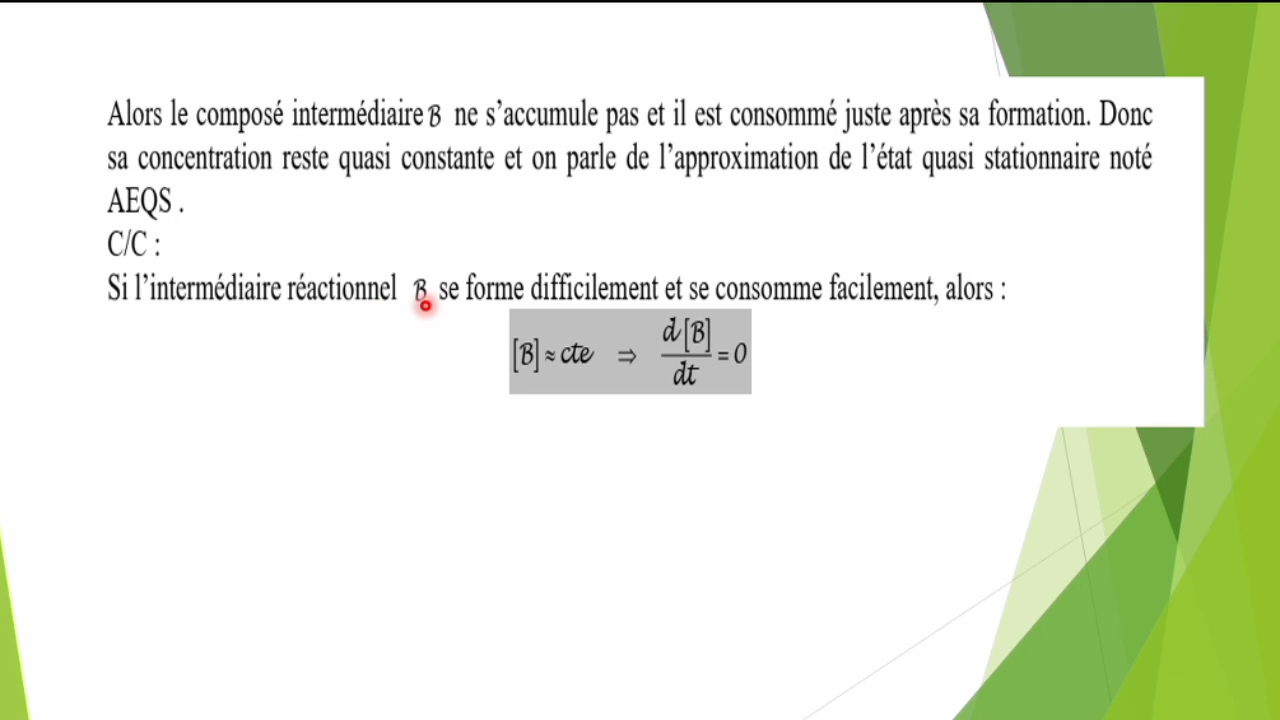 Alors le composé intermédiaire B ne s’accumule pas et il est consommé juste après sa formation. Donc
sa concentration reste quasi constante et on parle de l’approximation de l’état quasi stationnaire noté
AEQS .
C/C :
Si l’intermédiaire réactionnel B se forme difficilement et se consomme facilement, alors :
[B] ≈ cte ⇒ d[B]/dt = 0